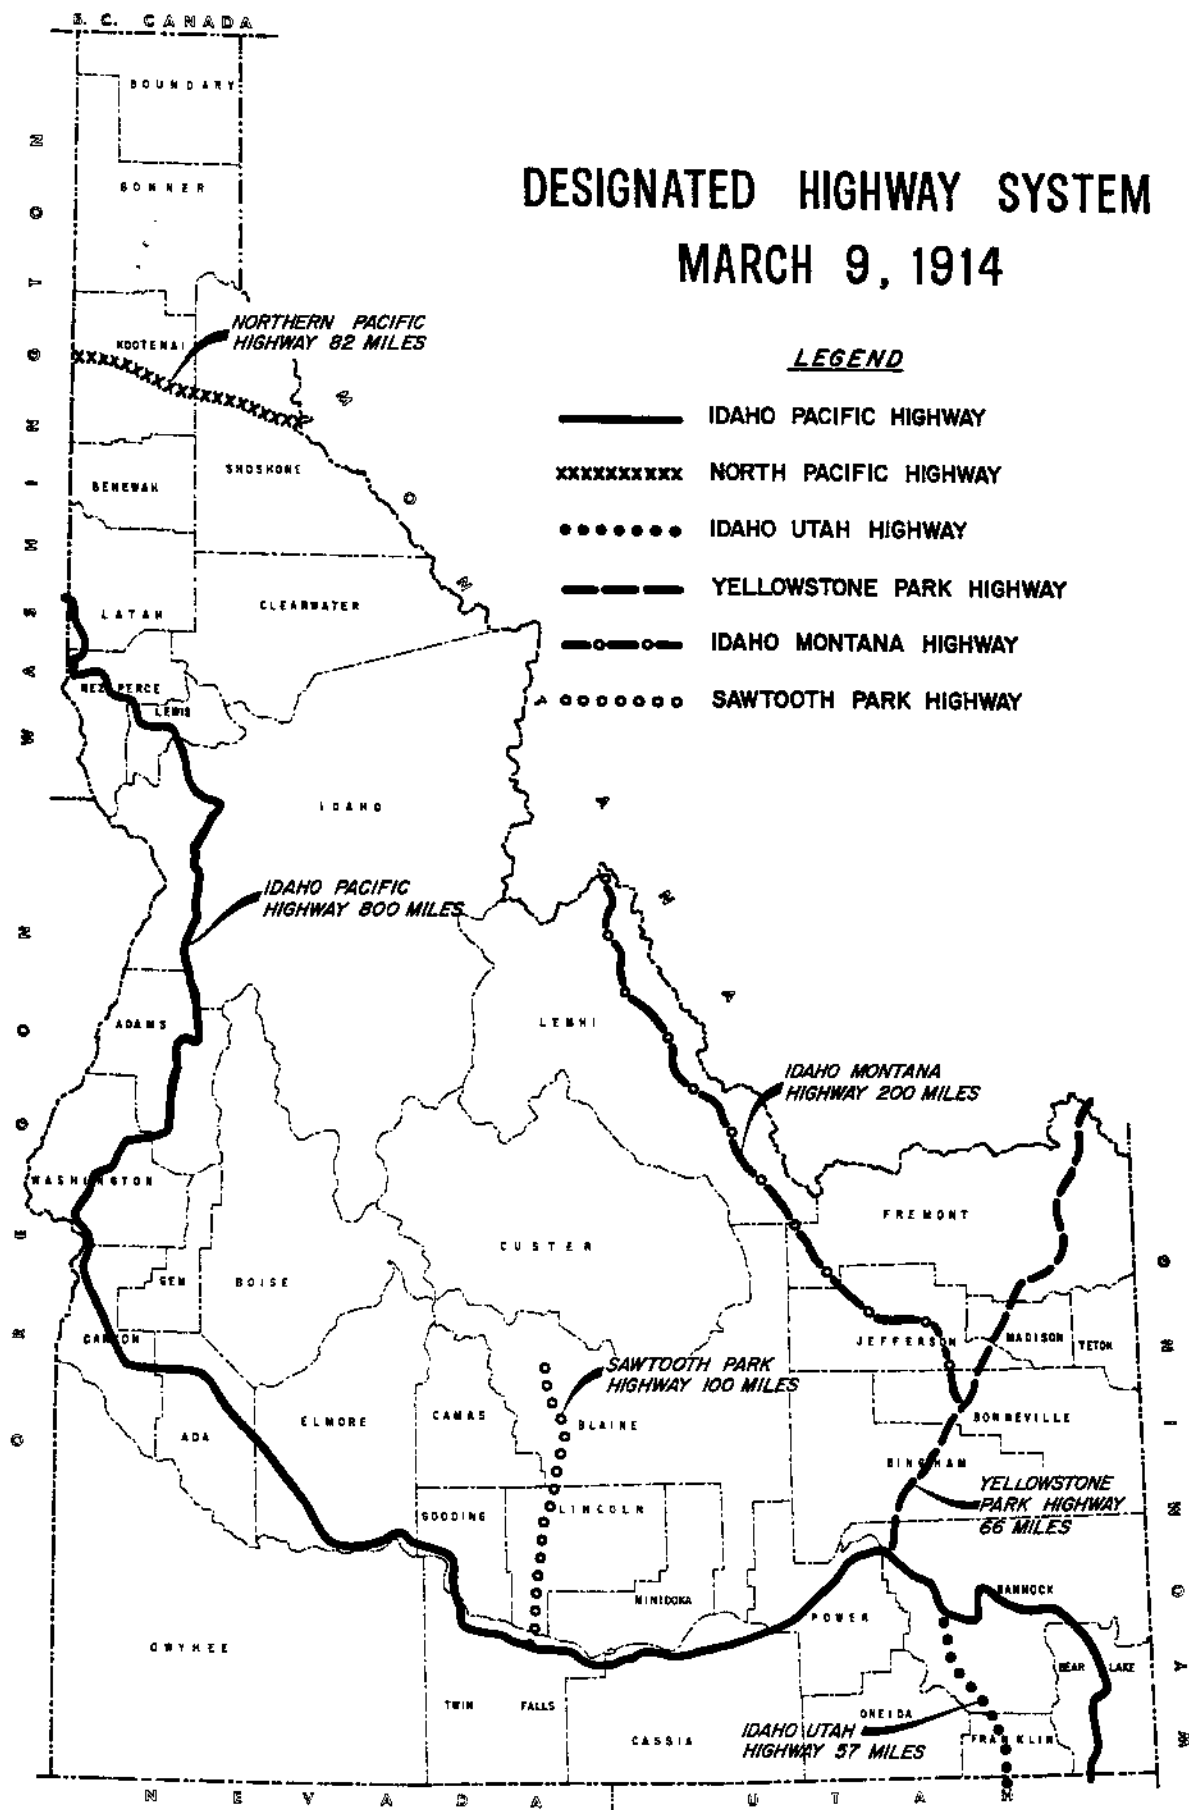 B. C. CANADA
BOUNDARY
BONNER
DESIGNATED HIGHWAY SYSTEM
MARCH 9, 1914
LEGEND
IDAHO PACIFIC HIGHWAY
NORTH PACIFIC HIGHWAY
IDAHO UTAH HIGHWAY
YELLOWSTONE PARK HIGHWAY
IDAHO MONTANA HIGHWAY
SAWTOOTH PARK HIGHWAY
WASHINGTON
OREGON
MONTANA
KOOTENAI
NORTHERN PACIFIC
HIGHWAY 82 MILES
SHOSHONE
BENEWAH
LATAH
CLEARWATER
NEZ PERCE
LEWIS
IDAHO
IDAHO PACIFIC
HIGHWAY 800 MILES
ADAMS
LEMHI
IDAHO MONTANA
HIGHWAY 200 MILES
WASHINGTON
FREMONT
CUSTER
GEM
BOISE
CANYON
JEFFERSON
MADISON
TETON
SAWTOOTH PARK
HIGHWAY 100 MILES
ELMORE
CAMAS
BLAINE
BONNEVILLE
ADA
BINGHAM
YELLOWSTONE
PARK HIGHWAY
66 MILES
GOODING
LINCOLN
MINIDOKA
BANNOCK
POWER
OWYHEE
BEAR LAKE
TWIN FALLS
ONEIDA
CASSIA
IDAHO UTAH
HIGHWAY 57 MILES
FRANKLIN
WYOMING
NEVADA
UTAH